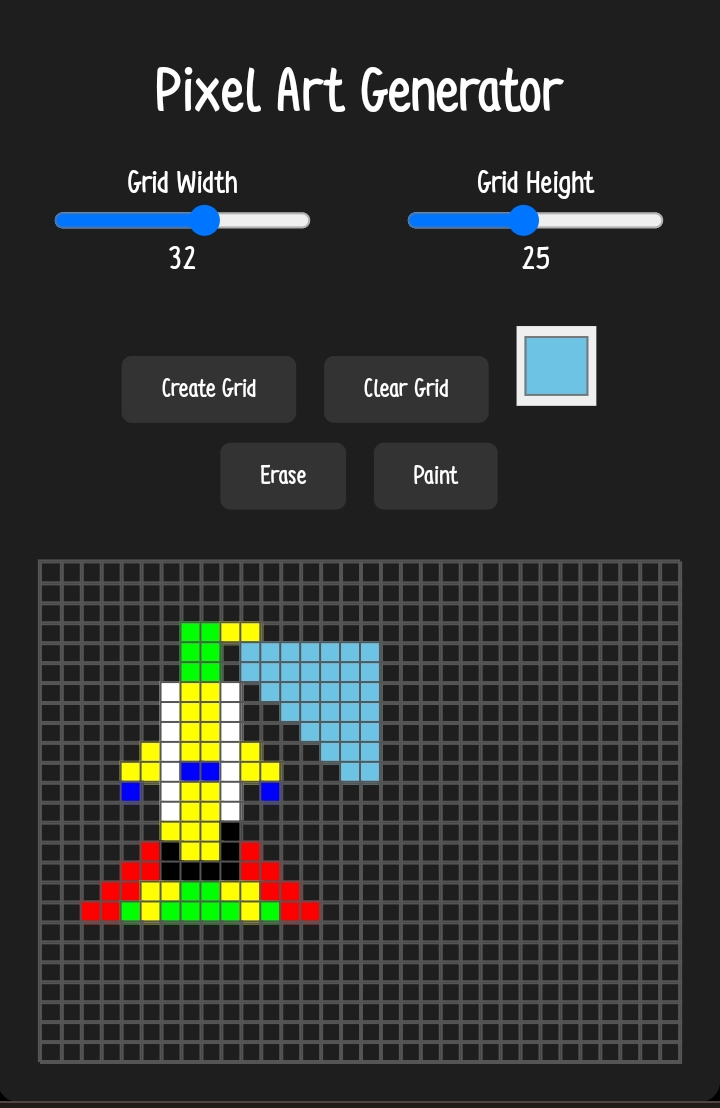 Pixel Art Generator
Grid Width
Grid Height
32
25
Create Grid
Clear Grid
Erase
Paint